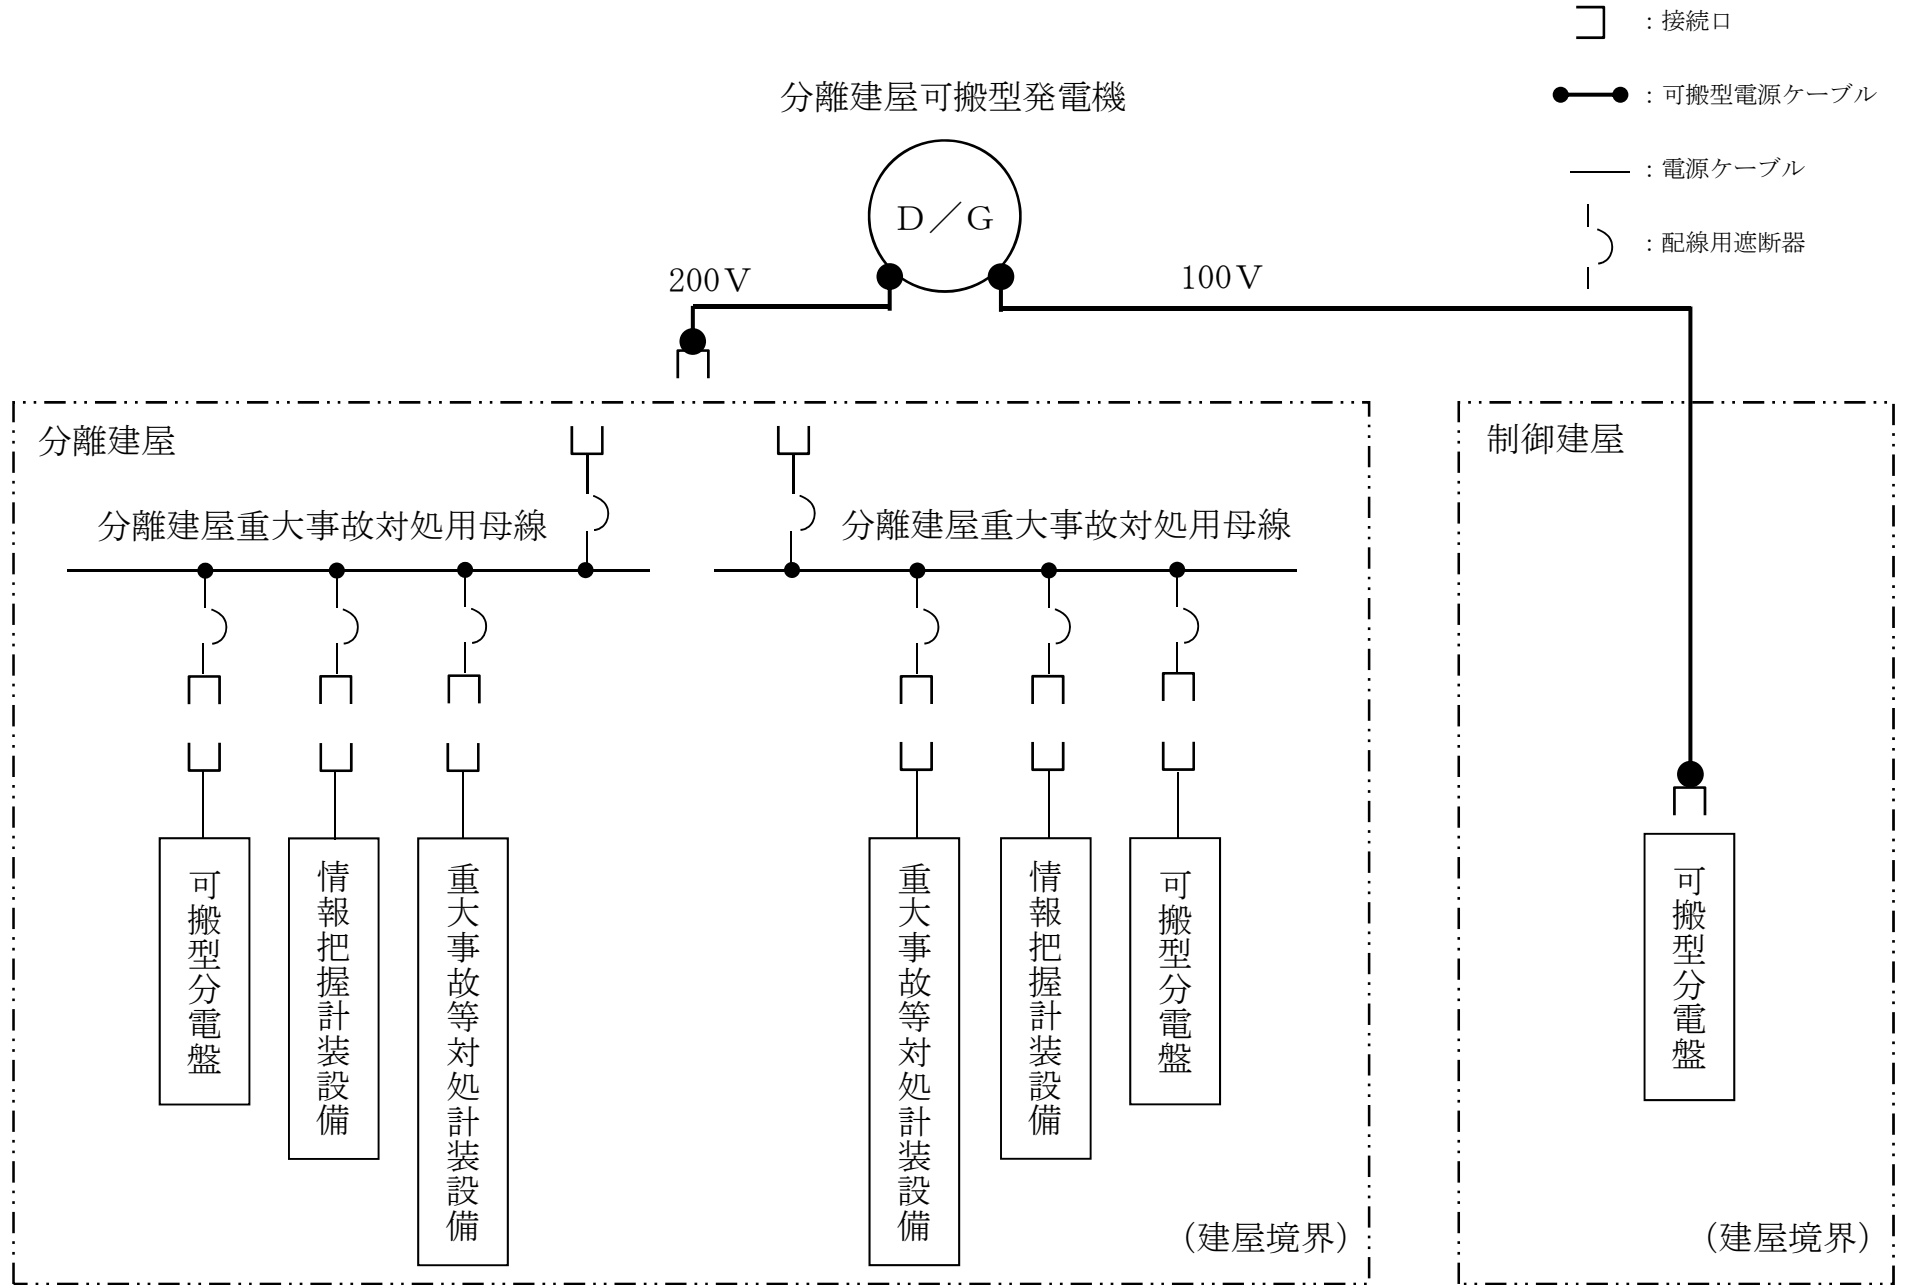 ：接続口
分離建屋可搬型発電機
：可搬型電源ケーブル
：電源ケーブル
D／G
：配線用遮断器
200V
100V
分離建屋
制御建屋
分離建屋重大事故対処用母線
分離建屋重大事故対処用母線
可搬型分電盤
情報把握計装設備
重大事故等対処計装設備
重大事故等対処計装設備
情報把握計装設備
可搬型分電盤
可搬型分電盤
（建屋境界）
（建屋境界）